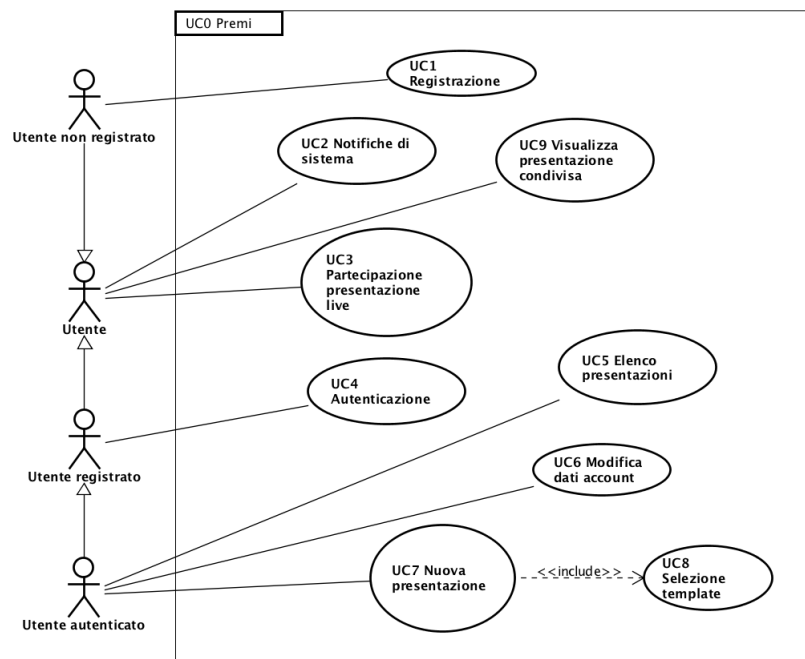 UC0 Premi
UC1
Registrazione
Utente non registrato
UC2 Notifiche di
sistema
UC9 Visualizza
presentazione
condivisa
UC3
Partecipazione
presentazione
live
Utente
UC5 Elenco
presentazioni
UC4
Autenticazione
Utente registrato
UC6 Modifica
dati account
UC7 Nuova
presentazione
<<include>>
UC8
Selezione
template
Utente autenticato